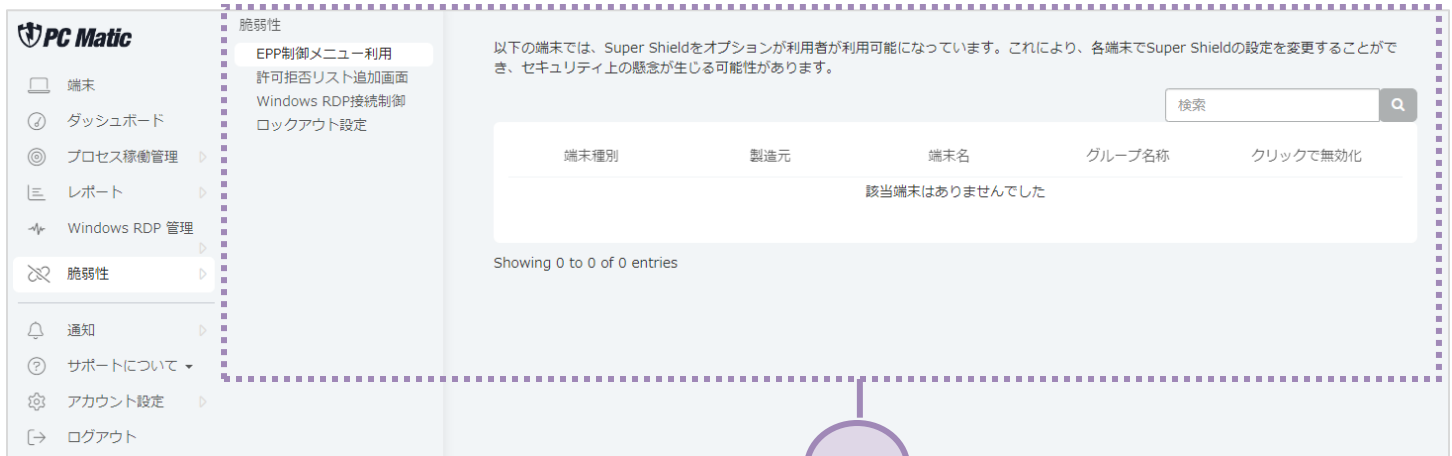 PC Matic
端末
ダッシュボード
プロセス稼働管理
レポート
Windows RDP 管理
脆弱性
通知
サポートについて
アカウント設定
ログアウト
脆弱性
EPP制御メニュー利用
許可拒否リスト追加画面
Windows RDP接続制御
ロックアウト設定
以下の端末では、Super Shieldをオプションが利用者が利用可能になっています。これにより、各端末でSuper Shieldの設定を変更することがで
き、セキュリティ上の懸念が生じる可能性があります。
検索
端末種別 製造元 端末名 グループ名称 クリックで無効化
該当端末はありませんでした
Showing 0 to 0 of 0 entries